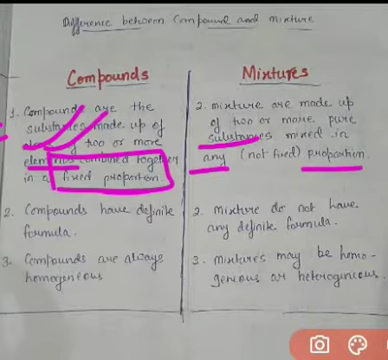 Difference between Compound and mixture
Compounds
1. Compounds are the
substances made up of
two or more
elements combined together
in a fixed proportion.
2. Compounds have definite
formula.
3. Compounds are always
homogeneous
Mixtures
2. mixture are made up
of two or more pure
substances mixed in
any (not fixed) proportion.
2. mixture do not have
any definite formula.
3. mixtures may be homo-
genious or heterogineous.